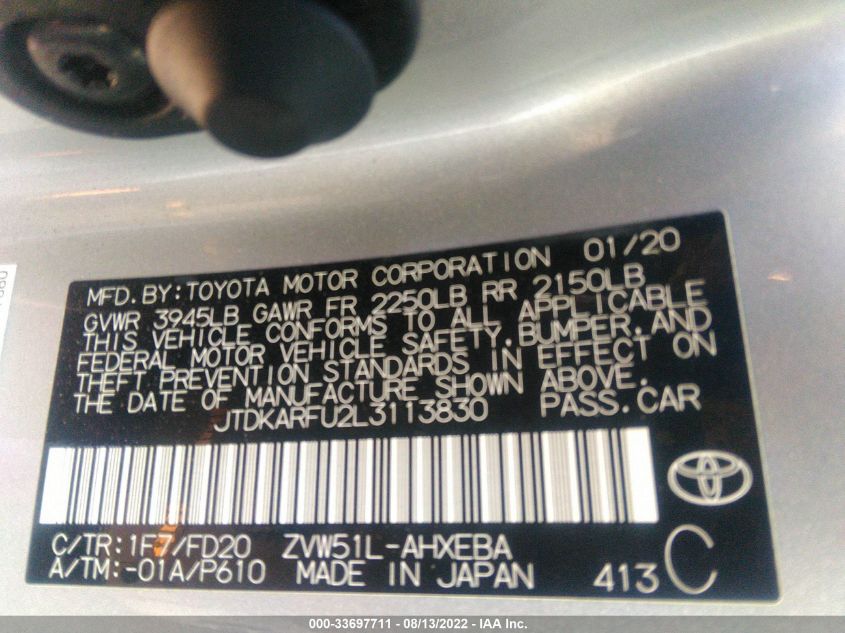 MFD.BY:TOYOTA MOTOR CORPORATION 01/20
GVWR 3945LB GAWR FR 2250LB RR 2150LB
THIS VEHICLE CONFORMS TO ALL APPLICABLE
FEDERAL MOTOR VEHICLE SAFETY,BUMPER,AND
THEFT PREVENTION STANDARDS IN EFFECT ON
THE DATE OF MANUFACTURE SHOWN ABOVE.
JTDKARFU2L3113830 PASS.CAR
C/TR:1F7/FD20 ZVW51L-AHXEBA
A/TM:-01A/P610 MADE IN JAPAN 413 C
000-33697711 - 08/13/2022 - IAA Inc.